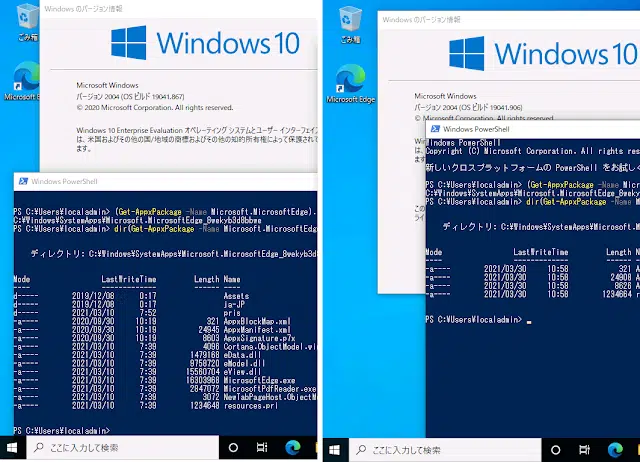 ごみ箱
Microsoft E
Windows のバージョン情報
Windows 10
Microsoft Windows
バージョン 2004 (OS ビルド 19041.867)
© 2020 Microsoft Corporation. All rights reserved.
Windows 10 Enterprise Evaluation オペレーティング システムとユーザー インターフェイス
は、米国およびその他の国/地域の商標およびその他の知的所有権によって保護されて
ます。
Windows PowerShell
PS C:¥Users¥localadmin> (Get-AppxPackage -Name Microsoft.MicrosoftEdge).
C:¥Windows¥SystemApps¥Microsoft.MicrosoftEdge_8wekyb3d8bbwe
PS C:¥Users¥localadmin> dir(Get-AppxPackage -Name Microsoft.MicrosoftEdge
ディレクトリ: C:¥Windows¥SystemApps¥Microsoft.MicrosoftEdge_8wekyb3d
Mode LastWriteTime Length Name
---- ------------- ------ ----
d----- 2019/12/08 0:17 Assets
d----- 2019/12/08 0:17 ja-JP
d----- 2021/03/10 7:52 pris
-a---- 2020/09/30 10:19 321 AppxBlockMap.xml
-a---- 2020/09/30 10:19 24945 AppxManifest.xml
-a---- 2020/09/30 10:19 8603 AppxSignature.p7x
-a---- 2021/03/10 7:39 4096 Cortana.ObjectModel.win
-a---- 2021/03/10 7:39 1479168 eData.dll
-a---- 2021/03/10 7:39 9758720 eModel.dll
-a---- 2021/03/10 7:39 15560704 eView.dll
-a---- 2021/03/10 7:39 16303968 MicrosoftEdge.exe
-a---- 2021/03/10 7:39 2647072 MicrosoftPdfReader.exe
-a---- 2021/03/10 7:39 3072 NewTabPageHost.ObjectMo
-a---- 2021/03/10 7:39 1234648 resources.pri
PS C:¥Users¥localadmin>
ここに入力して検索
ごみ箱
Microsoft Edge
Windows のバージョン情報
Windows 10
Microsoft Windows
バージョン 2004 (OS ビルド 19041.906)
© 2020 Microsoft Corporation. All rights
Windows PowerShell
Windows PowerShell
Copyright (C) Microsoft Corporation. All rights res
新しいクロスプラットフォームの PowerShell をお試しく
PS C:¥Users¥localadmin> (Get-AppxPackage -Name Micr
C:¥Windows¥SystemApps¥Microsoft.MicrosoftEdge_8weky
PS C:¥Users¥localadmin> dir(Get-AppxPackage -Name M
ディレクトリ: C:¥Windows¥SystemApps¥Microsoft.Mic
Mode LastWriteTime Length N
---- ------------- ------ -
-a---- 2021/03/30 10:58 321 A
-a---- 2021/03/30 10:58 24908 A
-a---- 2021/03/30 10:58 8626 A
-a---- 2021/03/30 10:58 1234664 r
PS C:¥Users¥localadmin> _
ここに入力して検索